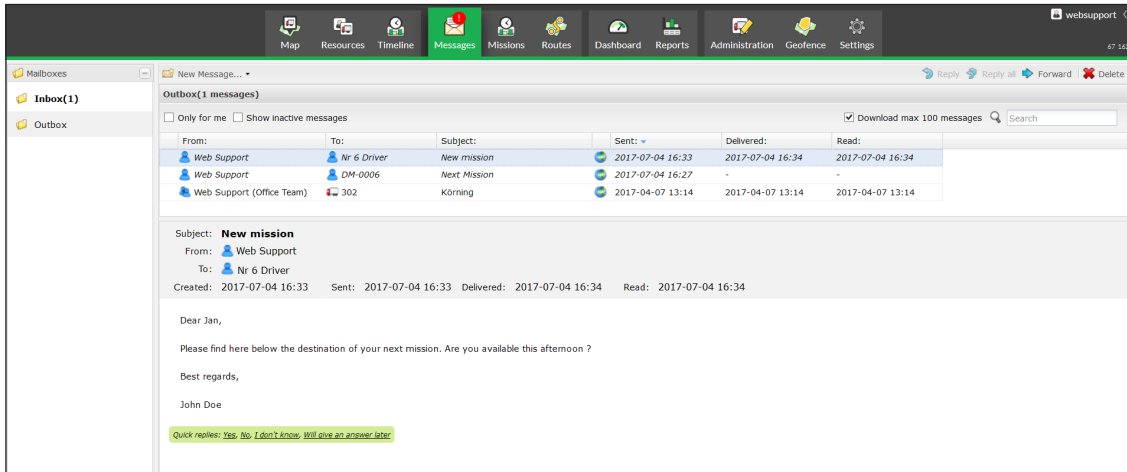 websupport
Map Resources Timeline Messages Missions Routes Dashboard Reports Administration Geofence Settings
Mailboxes
New Message...
Reply Reply all Forward Delete
Inbox(1)
Outbox
Outbox(1 messages)
Only for me Show inactive messages Download max 100 messages Search
From: To: Subject: Sent: Delivered: Read:
Web Support Nr 6 Driver New mission 2017-07-04 16:33 2017-07-04 16:34 2017-07-04 16:34
Web Support DM-0006 Next Mission 2017-07-04 16:27 - -
Web Support (Office Team) 302 Körning 2017-04-07 13:14 2017-04-07 13:14 2017-04-07 13:14
Subject: New mission
From: Web Support
To: Nr 6 Driver
Created: 2017-07-04 16:33 Sent: 2017-07-04 16:33 Delivered: 2017-07-04 16:34 Read: 2017-07-04 16:34
Dear Jan,
Please find here below the destination of your next mission. Are you available this afternoon ?
Best regards,
John Doe
Quick replies: Yes, No, I don't know, Will give an answer later